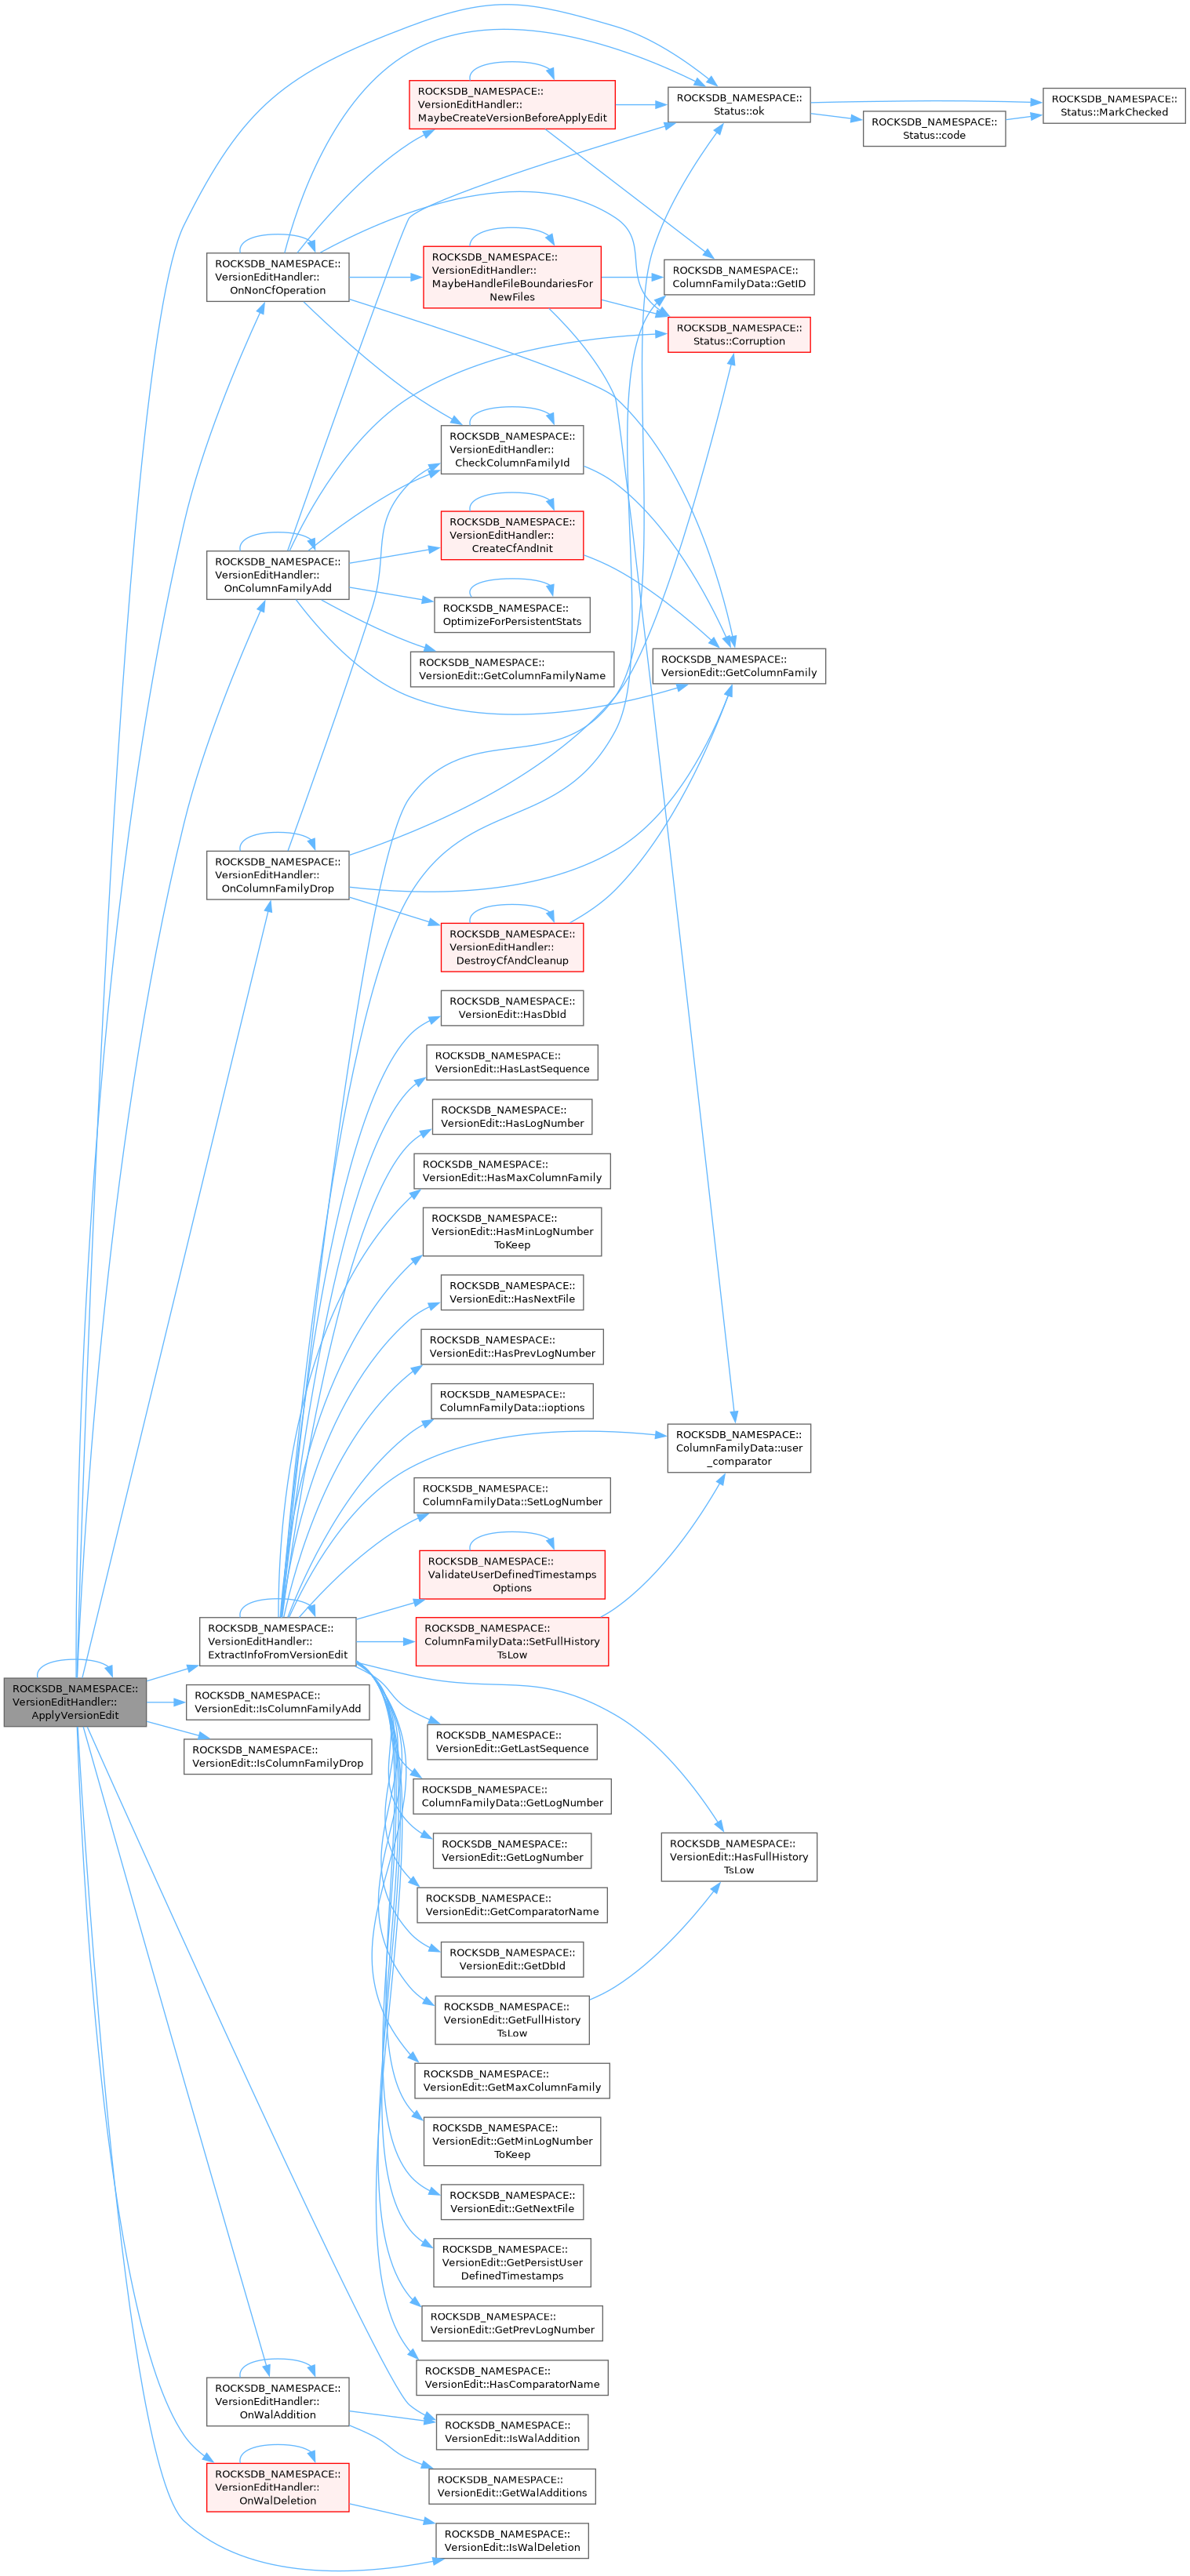 ROCKSDB_NAMESPACE::
VersionEditHandler::
ApplyVersionEdit
ROCKSDB_NAMESPACE::
VersionEditHandler::
OnNonCfOperation
ROCKSDB_NAMESPACE::
VersionEditHandler::
OnColumnFamilyAdd
ROCKSDB_NAMESPACE::
VersionEditHandler::
OnColumnFamilyDrop
ROCKSDB_NAMESPACE::
VersionEditHandler::
ExtractInfoFromVersionEdit
ROCKSDB_NAMESPACE::
VersionEdit::IsColumnFamilyAdd
ROCKSDB_NAMESPACE::
VersionEdit::IsColumnFamilyDrop
ROCKSDB_NAMESPACE::
VersionEditHandler::
OnWalAddition
ROCKSDB_NAMESPACE::
VersionEditHandler::
OnWalDeletion
ROCKSDB_NAMESPACE::
VersionEditHandler::
MaybeCreateVersionBeforeApplyEdit
ROCKSDB_NAMESPACE::
VersionEditHandler::
MaybeHandleFileBoundariesFor
NewFiles
ROCKSDB_NAMESPACE::
VersionEditHandler::
CheckColumnFamilyId
ROCKSDB_NAMESPACE::
VersionEditHandler::
CreateCfAndInit
ROCKSDB_NAMESPACE::
OptimizeForPersistentStats
ROCKSDB_NAMESPACE::
VersionEdit::GetColumnFamilyName
ROCKSDB_NAMESPACE::
VersionEditHandler::
DestroyCfAndCleanup
ROCKSDB_NAMESPACE::
VersionEdit::HasDbId
ROCKSDB_NAMESPACE::
VersionEdit::HasLastSequence
ROCKSDB_NAMESPACE::
VersionEdit::HasLogNumber
ROCKSDB_NAMESPACE::
VersionEdit::HasMaxColumnFamily
ROCKSDB_NAMESPACE::
VersionEdit::HasMinLogNumber
ToKeep
ROCKSDB_NAMESPACE::
VersionEdit::HasNextFile
ROCKSDB_NAMESPACE::
VersionEdit::HasPrevLogNumber
ROCKSDB_NAMESPACE::
ColumnFamilyData::ioptions
ROCKSDB_NAMESPACE::
ColumnFamilyData::SetLogNumber
ROCKSDB_NAMESPACE::
ValidateUserDefinedTimestamps
Options
ROCKSDB_NAMESPACE::
ColumnFamilyData::SetFullHistory
TsLow
ROCKSDB_NAMESPACE::
VersionEdit::GetLastSequence
ROCKSDB_NAMESPACE::
ColumnFamilyData::GetLogNumber
ROCKSDB_NAMESPACE::
VersionEdit::GetLogNumber
ROCKSDB_NAMESPACE::
VersionEdit::GetComparatorName
ROCKSDB_NAMESPACE::
VersionEdit::GetDbId
ROCKSDB_NAMESPACE::
VersionEdit::GetFullHistory
TsLow
ROCKSDB_NAMESPACE::
VersionEdit::GetMaxColumnFamily
ROCKSDB_NAMESPACE::
VersionEdit::GetMinLogNumber
ToKeep
ROCKSDB_NAMESPACE::
VersionEdit::GetNextFile
ROCKSDB_NAMESPACE::
VersionEdit::GetPersistUser
DefinedTimestamps
ROCKSDB_NAMESPACE::
VersionEdit::GetPrevLogNumber
ROCKSDB_NAMESPACE::
VersionEdit::HasComparatorName
ROCKSDB_NAMESPACE::
VersionEdit::IsWalAddition
ROCKSDB_NAMESPACE::
VersionEdit::GetWalAdditions
ROCKSDB_NAMESPACE::
VersionEdit::IsWalDeletion
ROCKSDB_NAMESPACE::
Status::ok
ROCKSDB_NAMESPACE::
ColumnFamilyData::GetID
ROCKSDB_NAMESPACE::
Status::Corruption
ROCKSDB_NAMESPACE::
VersionEdit::GetColumnFamily
ROCKSDB_NAMESPACE::
ColumnFamilyData::user
_comparator
ROCKSDB_NAMESPACE::
VersionEdit::HasFullHistory
TsLow
ROCKSDB_NAMESPACE::
Status::code
ROCKSDB_NAMESPACE::
Status::MarkChecked